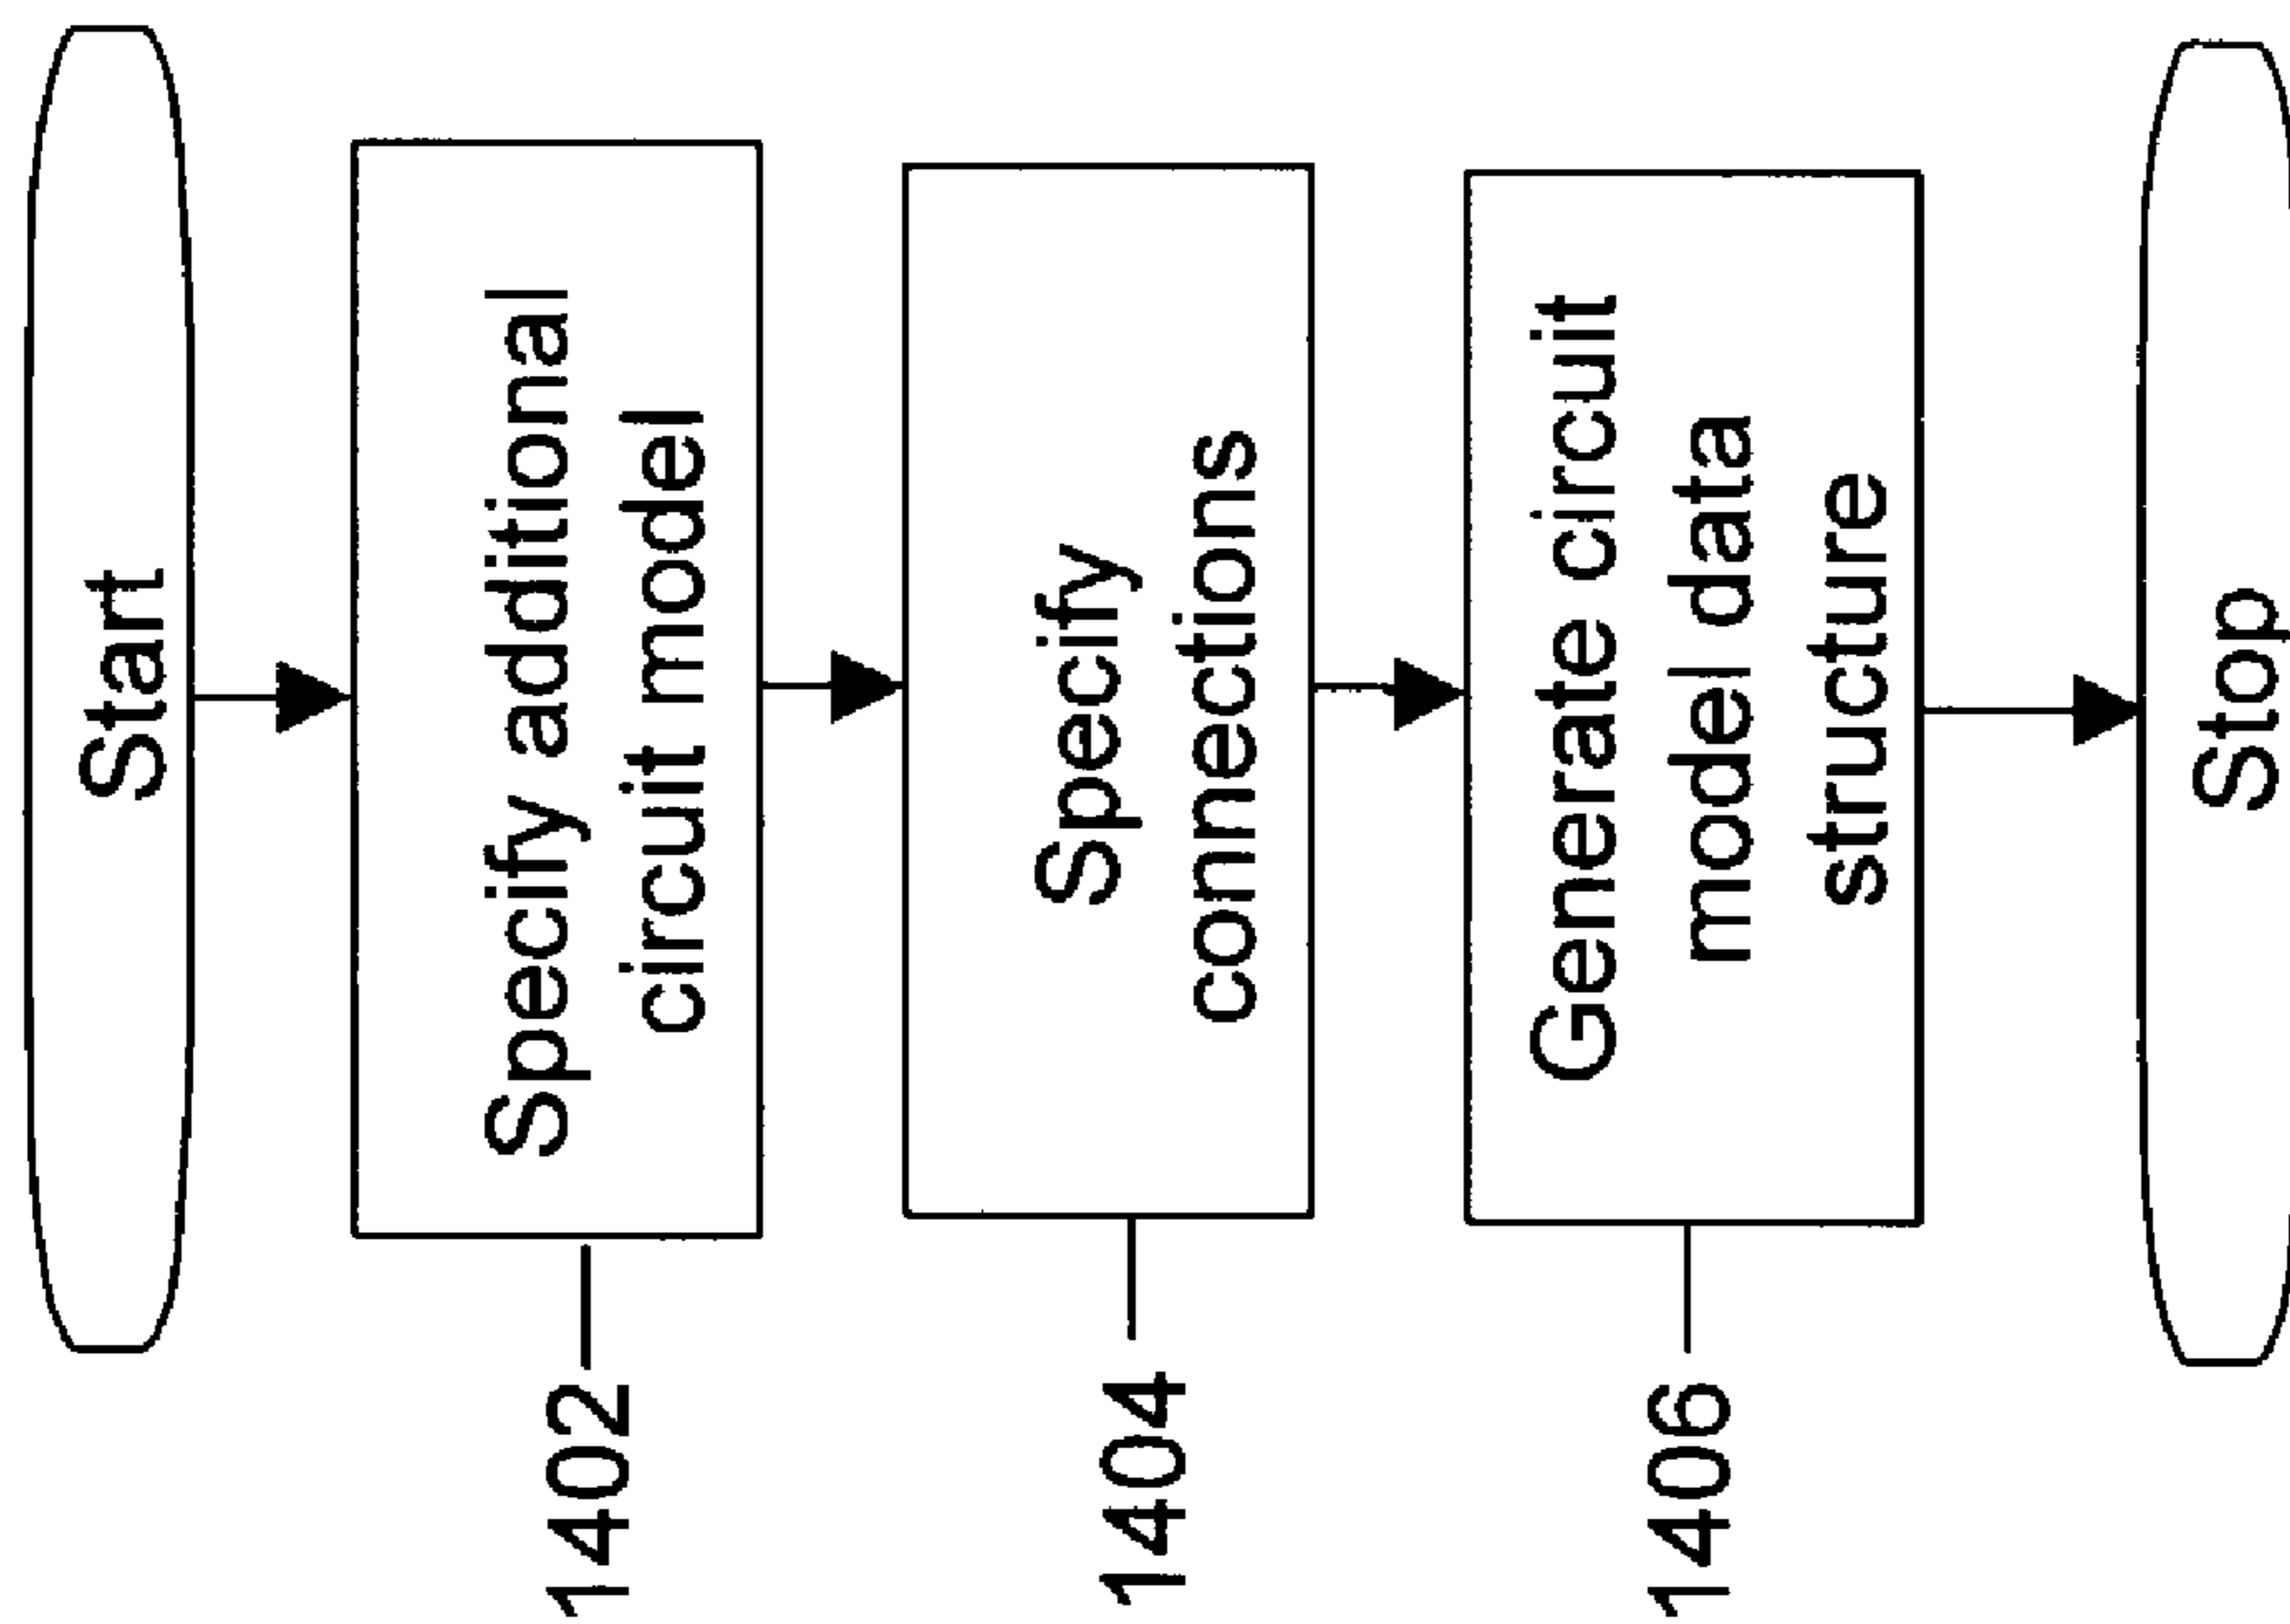 Start
1402
Specify additional
circuit model
1404
Specify
connections
1406
Generate circuit
model data
structure
Stop